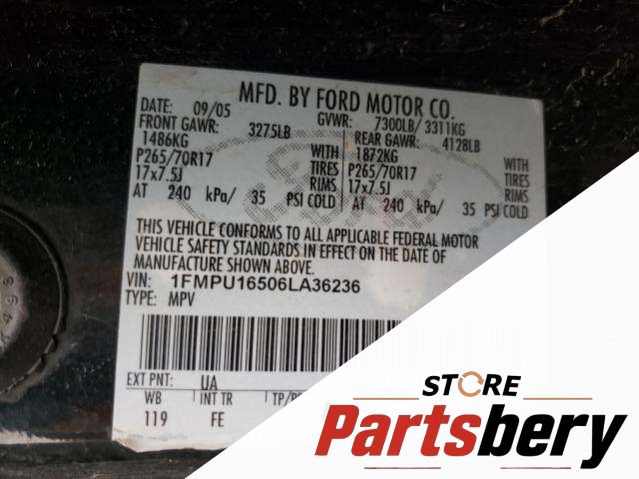 MFD. BY FORD MOTOR CO.
DATE: 09/05 GVWR: 7300LB/ 3311KG
FRONT GAWR: 3275LB REAR GAWR: 4128LB
1486KG WITH 1872KG WITH
P265/70R17 TIRES P265/70R17 TIRES
17x7.5J RIMS 17x7.5J RIMS
AT 240 kPa/ 35 PSI COLD AT 240 kPa/ 35 PSI COLD
THIS VEHICLE CONFORMS TO ALL APPLICABLE FEDERAL MOTOR
VEHICLE SAFETY STANDARDS IN EFFECT ON THE DATE OF
MANUFACTURE SHOWN ABOVE.
VIN: 1FMPU16506LA36236
TYPE: MPV
EXT PNT: UA
WB INT TR
119 FE
STORE
Partsbery